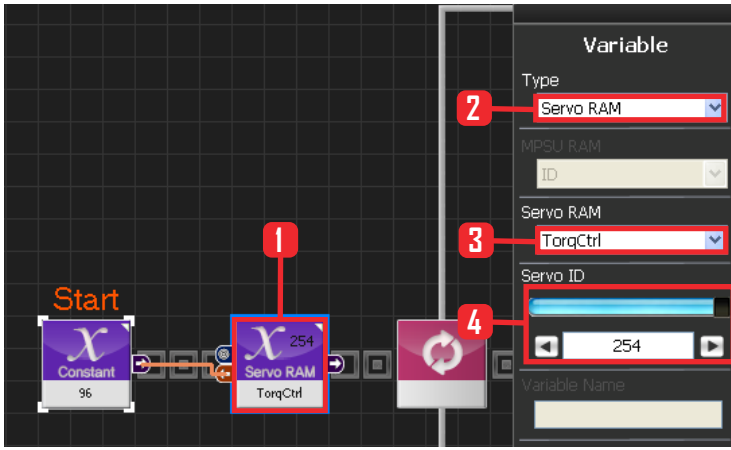 Variable
Type
2
Servo RAM
MPSU RAM
ID
Servo RAM
1
3
TorqCtrl
Servo ID
Start
4
X
X 254
Constant
Servo RAM
254
96
TorqCtrl
Variable Name